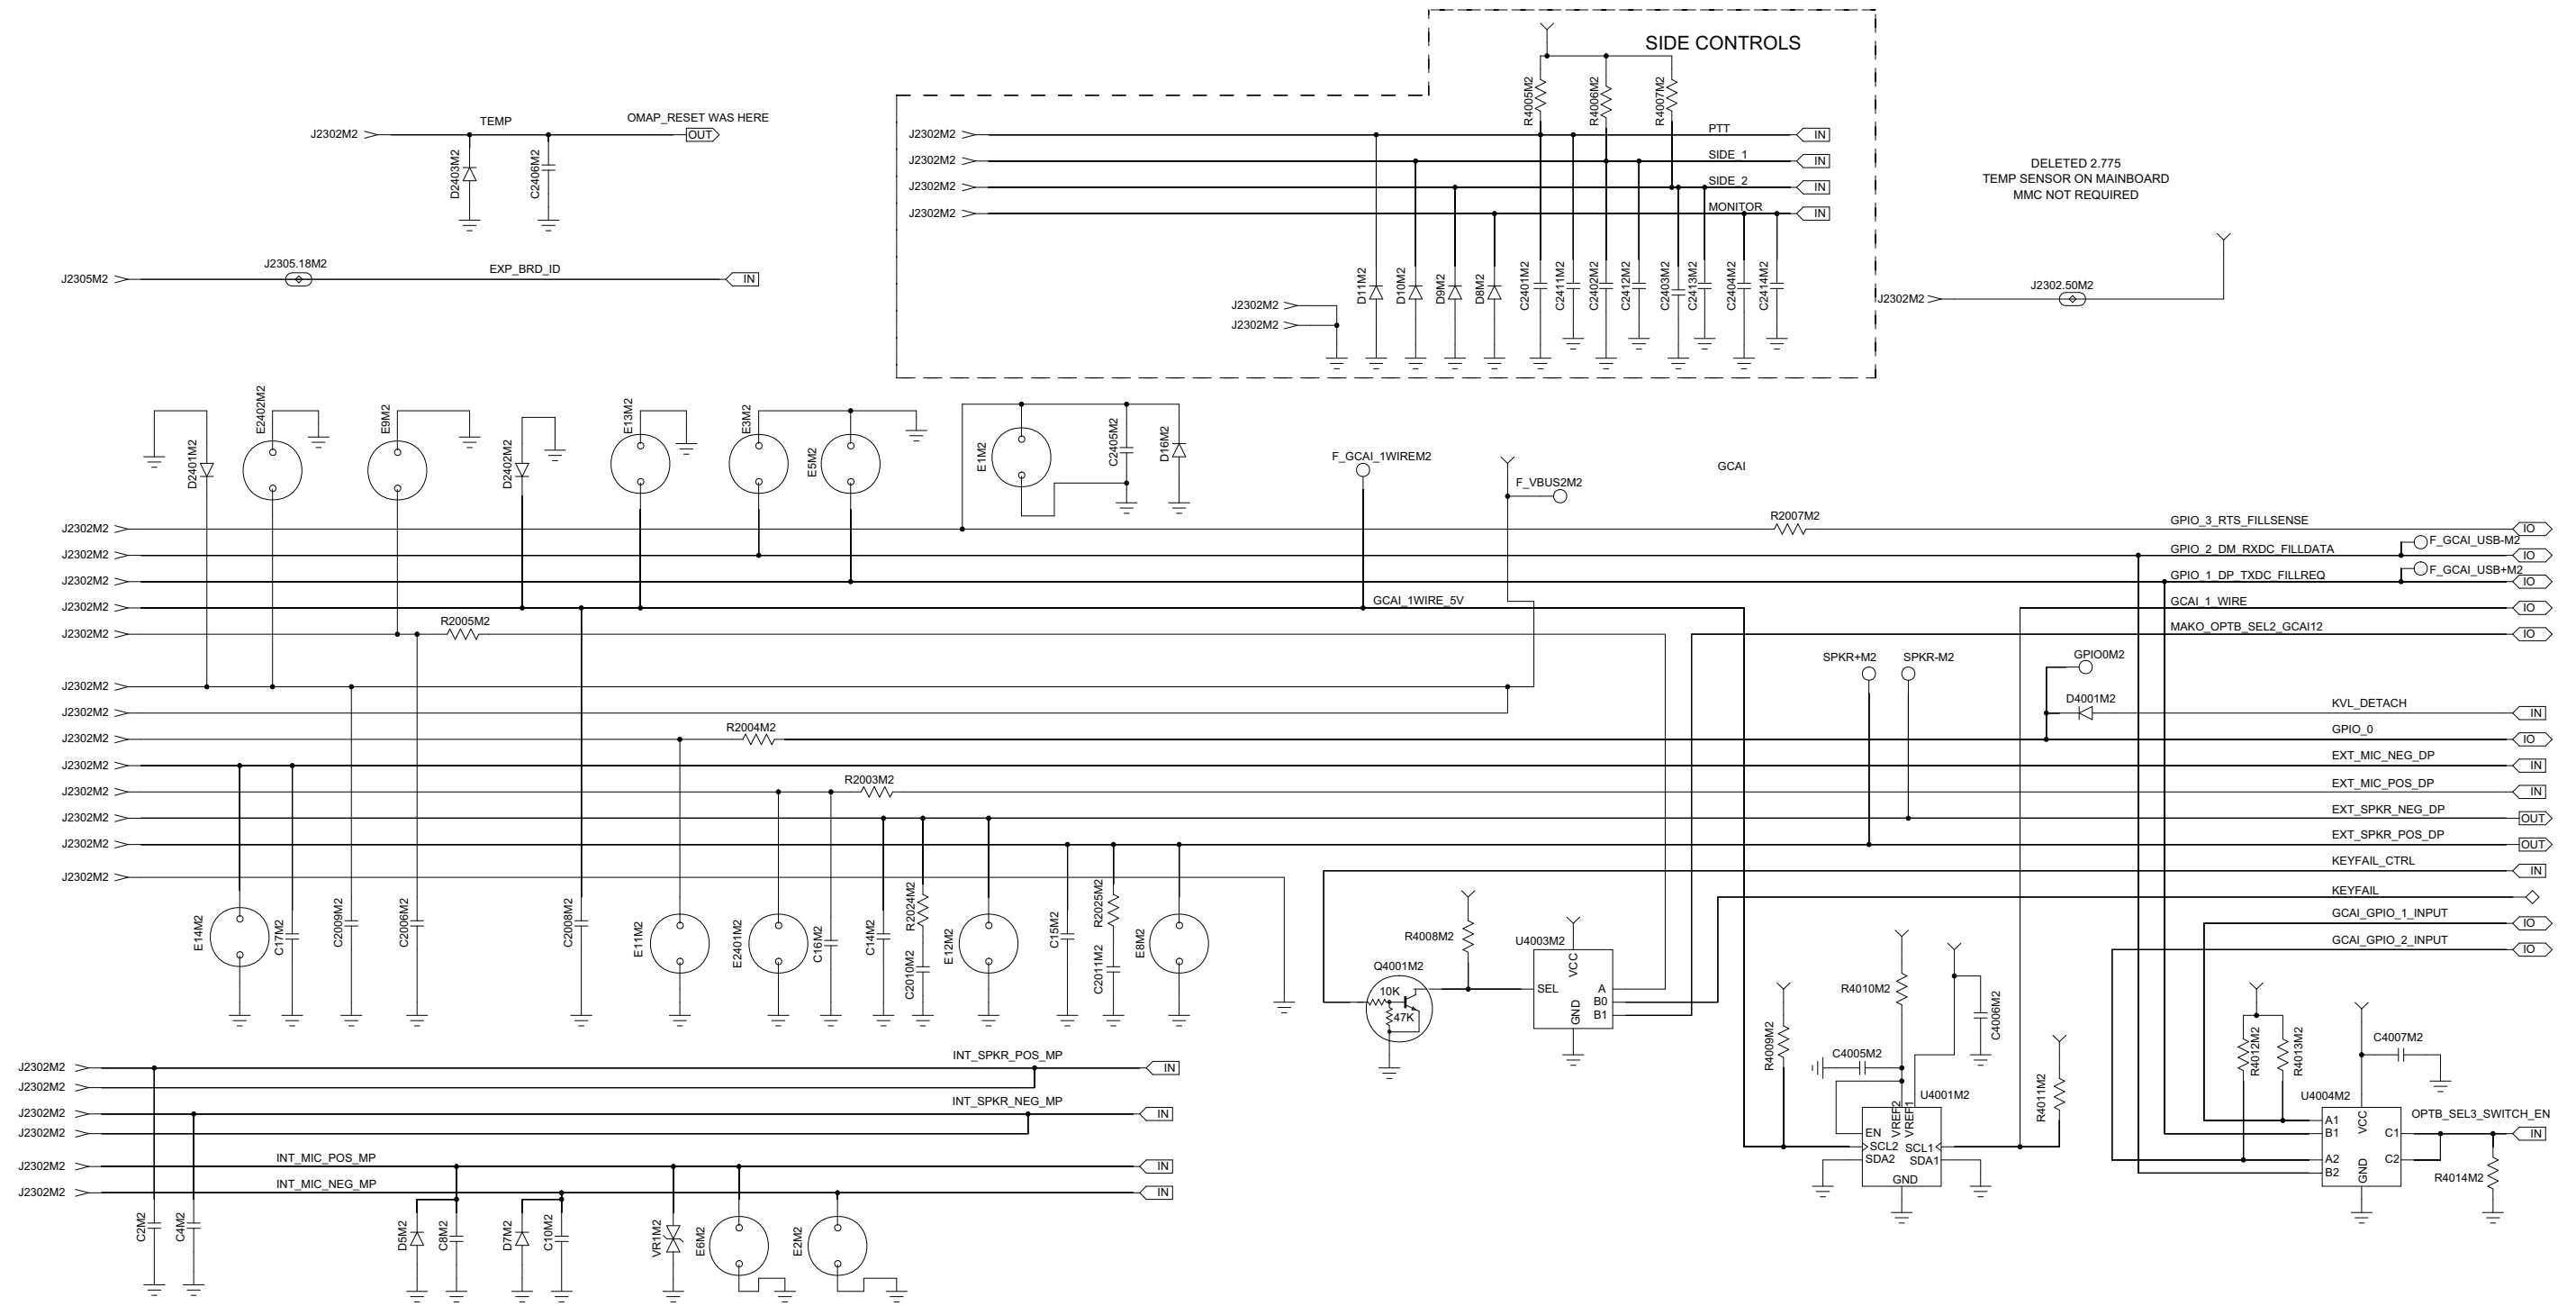 SIDE CONTROLS
R4005M2
R4006M2
R4007M2
J2302M2
TEMP
OMAP_RESET WAS HERE
OUT
D2403M2
C2406M2
J2302M2
PTT
IN
J2302M2
SIDE_1
IN
J2302M2
SIDE_2
IN
J2302M2
MONITOR
IN
DELETED 2.775
TEMP SENSOR ON MAINBOARD
MMC NOT REQUIRED
J2305M2
J2305.18M2
EXP_BRD_ID
IN
J2302M2
J2302M2
D11M2
D10M2
D9M2
D8M2
C2401M2
C2411M2
C2402M2
C2412M2
C2403M2
C2413M2
C2404M2
C2414M2
J2302M2
J2302.50M2
D2401M2
E2402M2
E9M2
D2402M2
E13M2
E3M2
E5M2
E1M2
C2405M2
D16M2
F_GCAI_1WIREM2
F_VBUS2M2
GCAI
J2302M2
R2007M2
GPIO_3_RTS_FILLSENSE
IO
F_GCAI_USB-M2
J2302M2
GPIO_2_DM_RXDC_FILLDATA
IO
F_GCAI_USB+M2
J2302M2
GPIO_1_DP_TXDC_FILLREQ
IO
J2302M2
GCAI_1WIRE_5V
GCAI_1_WIRE
IO
J2302M2
R2005M2
MAKO_OPTB_SEL2_GCAI12
IO
SPKR+M2
SPKR-M2
GPIO0M2
J2302M2
D4001M2
J2302M2
KVL_DETACH
IN
J2302M2
R2004M2
GPIO_0
IO
J2302M2
EXT_MIC_NEG_DP
IN
J2302M2
R2003M2
EXT_MIC_POS_DP
IN
J2302M2
EXT_SPKR_NEG_DP
OUT
J2302M2
EXT_SPKR_POS_DP
OUT
J2302M2
KEYFAIL_CTRL
IN
KEYFAIL
GCAI_GPIO_1_INPUT
IO
GCAI_GPIO_2_INPUT
IO
E14M2
C17M2
C2009M2
C2006M2
C2008M2
E11M2
E2401M2
C16M2
C14M2
R2024M2
C2010M2
E12M2
C15M2
R2025M2
C2011M2
E8M2
R4008M2
U4003M2
VCC
SEL
GND
A
B0
B1
Q4001M2
10K
47K
R4009M2
R4010M2
C4006M2
C4005M2
R4011M2
U4001M2
VREF2
VREF1
EN
SCL2
SCL1
SDA2
SDA1
GND
R4012M2
R4013M2
C4007M2
U4004M2
VCC
A1
B1
A2
B2
C1
C2
GND
OPTB_SEL3_SWITCH_EN
IN
R4014M2
J2302M2
INT_SPKR_POS_MP
IN
J2302M2
J2302M2
INT_SPKR_NEG_MP
IN
J2302M2
J2302M2
INT_MIC_POS_MP
IN
J2302M2
INT_MIC_NEG_MP
IN
C2M2
C4M2
D5M2
C8M2
D7M2
C10M2
VR1M2
E6M2
E2M2